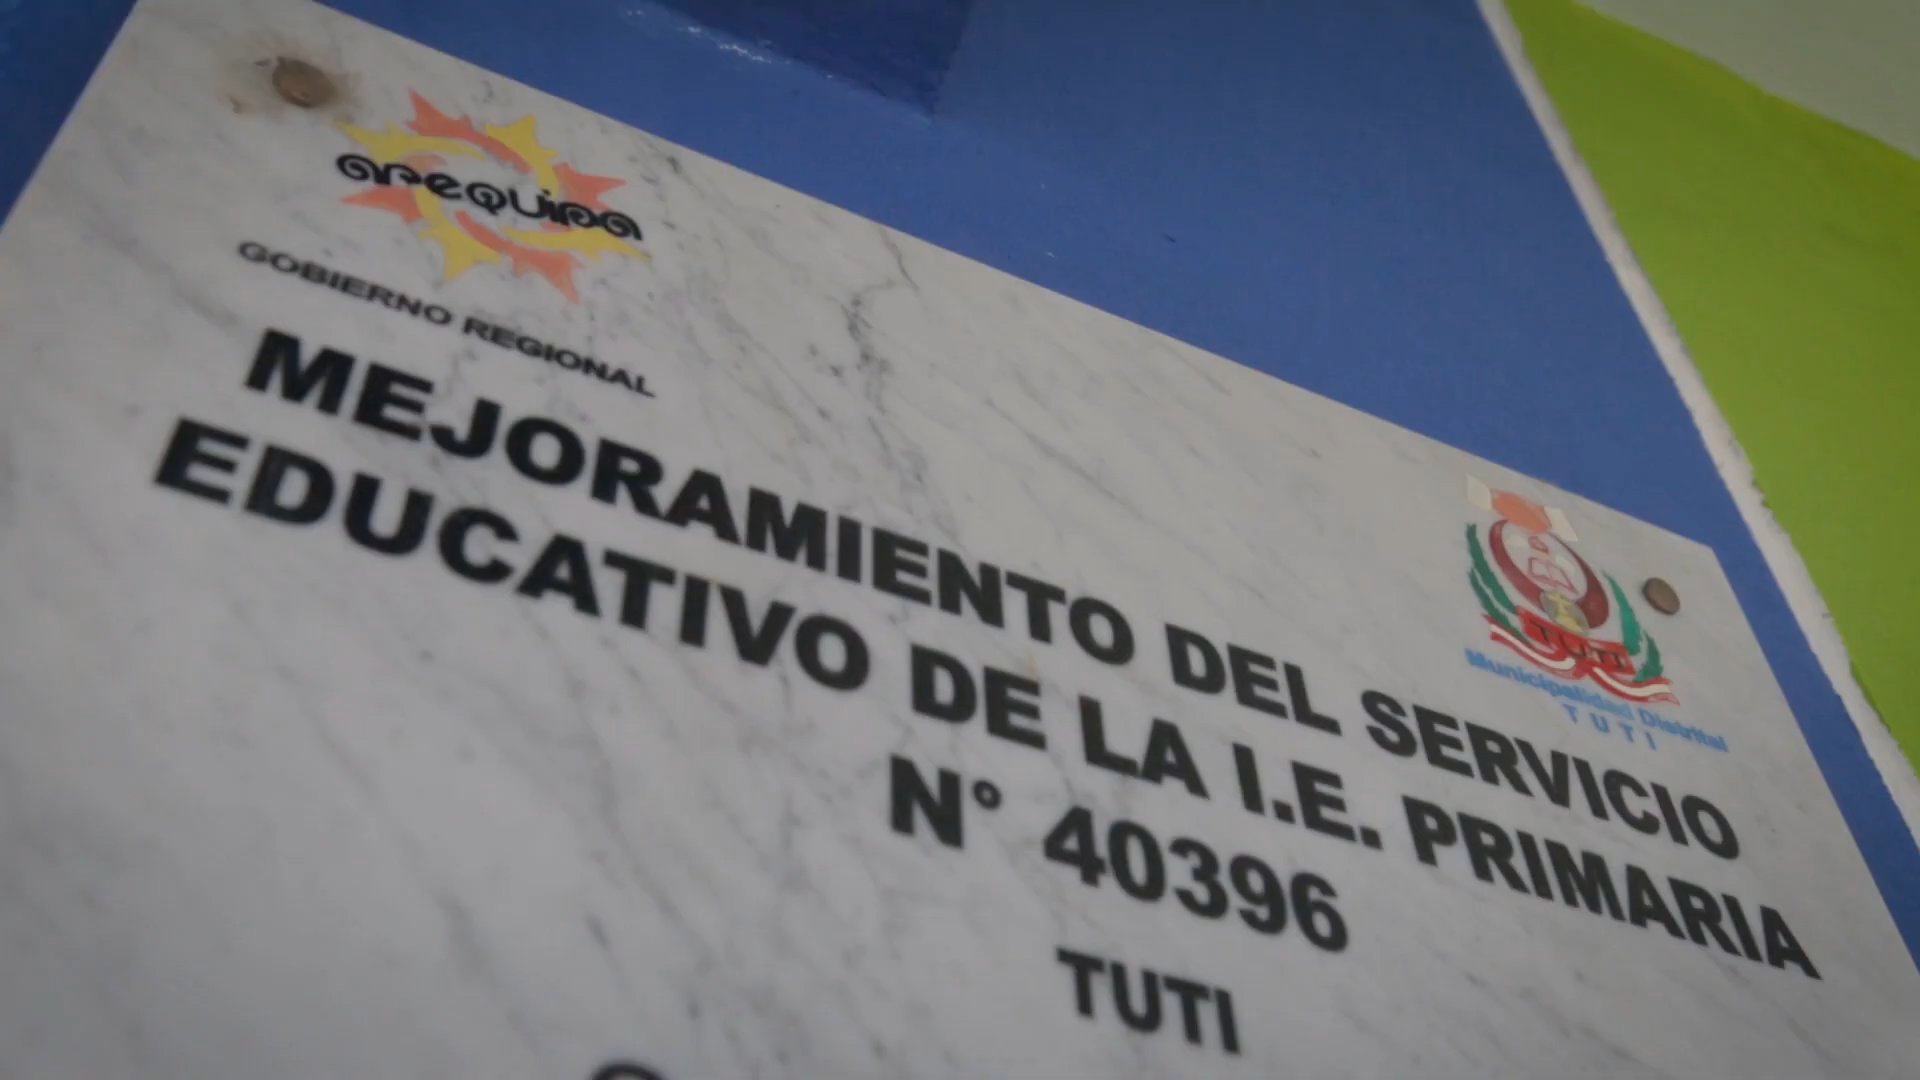 arequipa
GOBIERNO REGIONAL
TUTI
Municipalidad Distrital
TUTI
MEJORAMIENTO DEL SERVICIO
EDUCATIVO DE LA I.E. PRIMARIA
N° 40396
TUTI